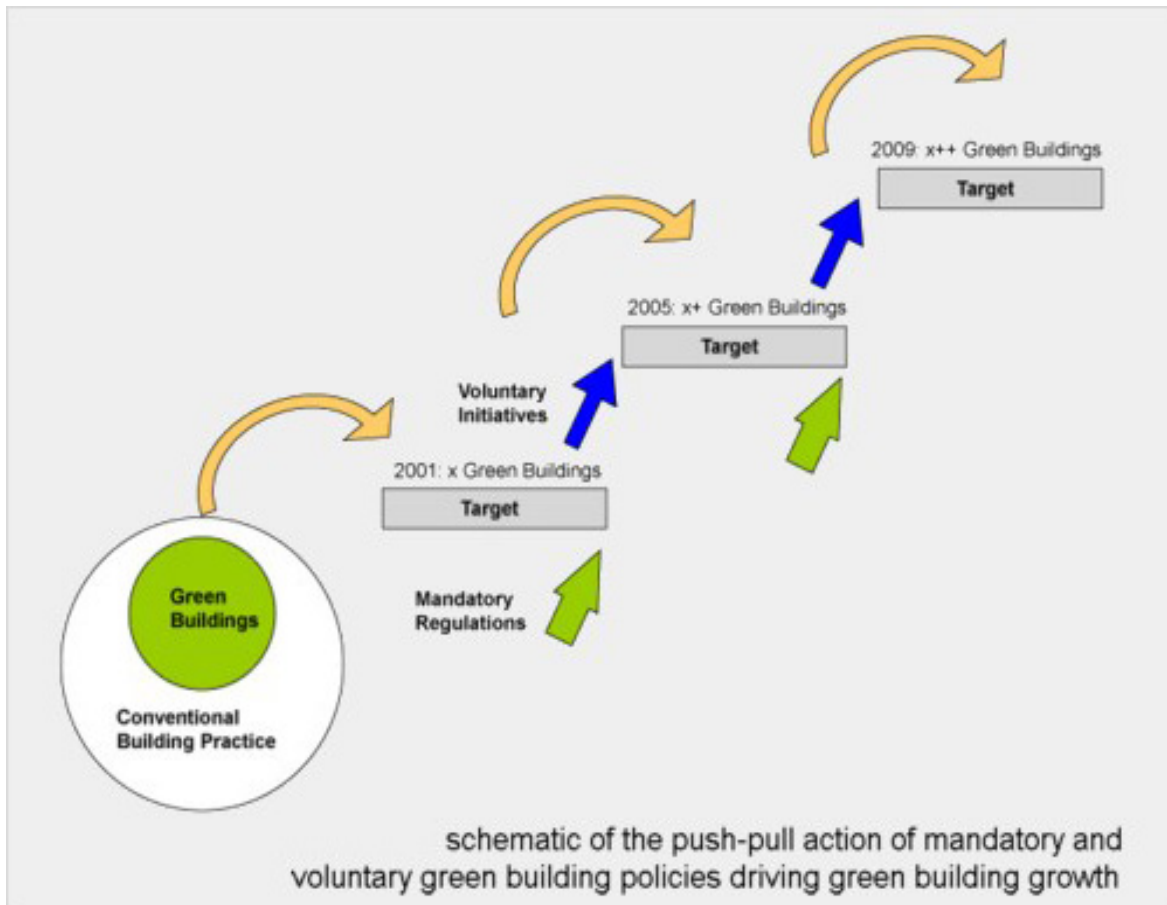 2009: x++ Green Buildings
Target
2005: x+ Green Buildings
Target
Voluntary
Initiatives
2001: x Green Buildings
Target
Mandatory
Regulations
Green
Buildings
Conventional
Building Practice
schematic of the push-pull action of mandatory and
voluntary green building policies driving green building growth